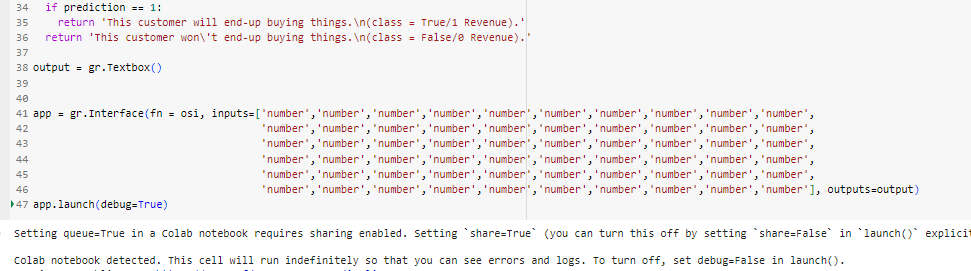 34 if prediction == 1:
35 return 'This customer will end-up buying things.\n(class = True/1 Revenue).'
36 return 'This customer won\'t end-up buying things.\n(class = False/0 Revenue).'
37
38 output = gr.Textbox()
39
40
41 app = gr.Interface(fn = osi, inputs=['number','number','number','number','number','number','number','number','number','number',
42 'number','number','number','number','number','number','number','number','number','number',
43 'number','number','number','number','number','number','number','number','number','number',
44 'number','number','number','number','number','number','number','number','number','number',
45 'number','number','number','number','number','number','number','number','number','number',
46 'number','number','number','number','number','number','number','number','number','number'], outputs=output)
47 app.launch(debug=True)
Setting queue=True in a Colab notebook requires sharing enabled. Setting `share=True` (you can turn this off by setting `share=False` in `launch()` explicit
Colab notebook detected. This cell will run indefinitely so that you can see errors and logs. To turn off, set debug=False in launch().